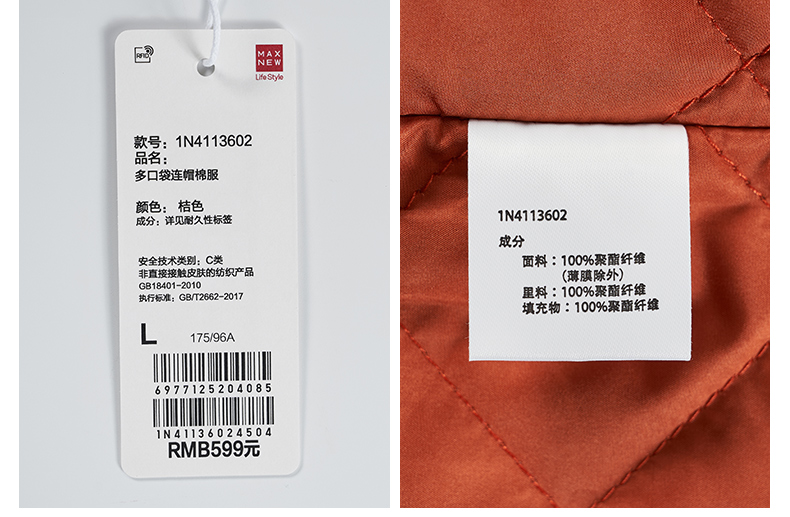 RFID
MAX
NEW
Life·Style
款号：1N4113602
品名：
多口袋连帽棉服
颜色：桔色
成分：详见耐久性标签
安全技术类别：C类
非直接接触皮肤的纺织产品
GB18401-2010
执行标准：GB/T2662-2017
L 175/96A
6977125204085
1N41136024504
RMB599元
1N4113602
成分
面料：100%聚酯纤维
（薄膜除外）
里料：100%聚酯纤维
填充物：100%聚酯纤维